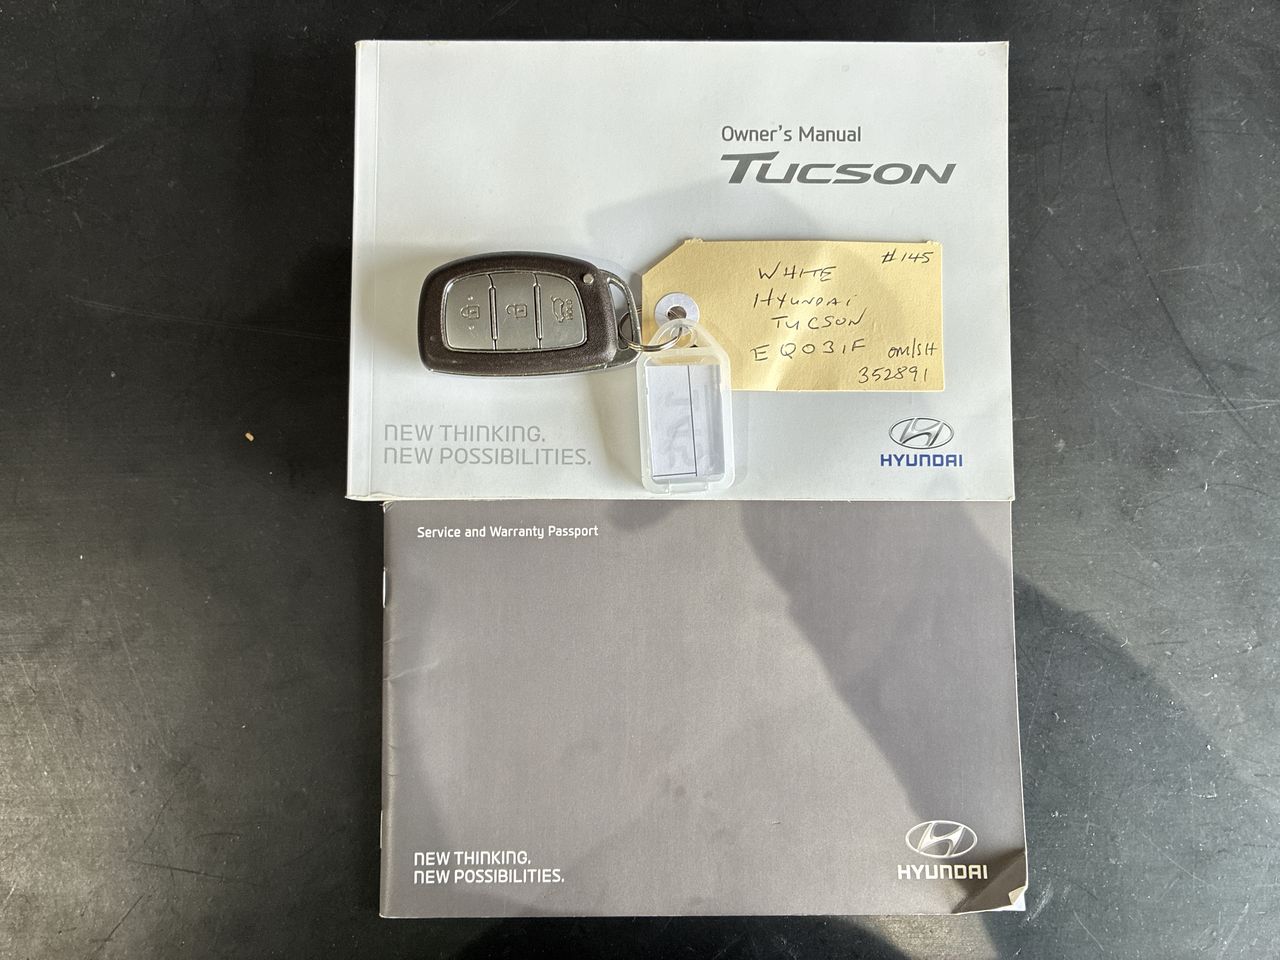 Owner's Manual
TUCSON
#145
WHITE
HYUNDAI
TUCSON
EQ031F
OM/SH
352891
NEW THINKING.
NEW POSSIBILITIES.
HYUNDAI
Service and Warranty Passport
NEW THINKING.
NEW POSSIBILITIES.
HYUNDAI